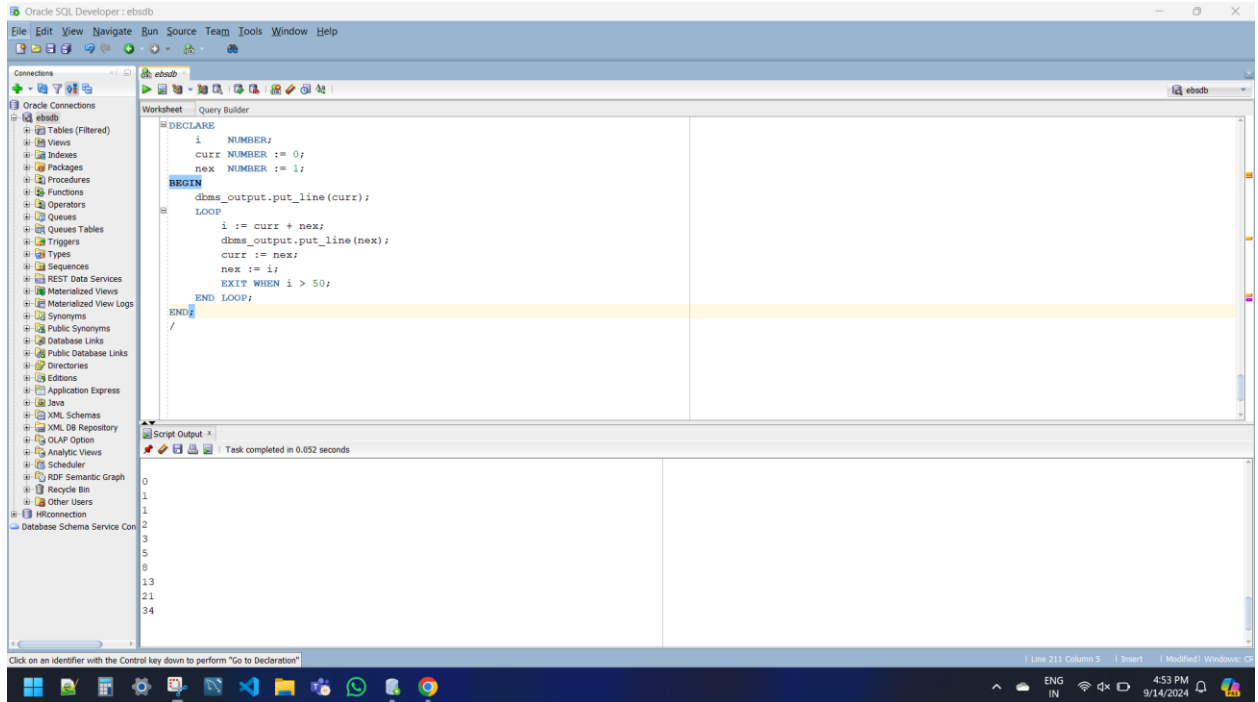 Oracle SQL Developer : ebsdb
File Edit View Navigate Run Source Team Tools Window Help
Connections
ebsdb
ebsdb
Oracle Connections
ebsdb
Tables (Filtered)
Views
Indexes
Packages
Procedures
Functions
Operators
Queues
Queues Tables
Triggers
Types
Sequences
REST Data Services
Materialized Views
Materialized View Logs
Synonyms
Public Synonyms
Database Links
Public Database Links
Directories
Editions
Application Express
Java
XML Schemas
XML DB Repository
OLAP Option
Analytic Views
Scheduler
RDF Semantic Graph
Recycle Bin
Other Users
HRconnection
Database Schema Service Con
Worksheet Query Builder
DECLARE
i NUMBER;
curr NUMBER := 0;
nex NUMBER := 1;
BEGIN
dbms_output.put_line(curr);
LOOP
i := curr + nex;
dbms_output.put_line(nex);
curr := nex;
nex := i;
EXIT WHEN i > 50;
END LOOP;
END;
/
Script Output
Task completed in 0.052 seconds
0
1
1
2
3
5
8
13
21
34
Click on an identifier with the Control key down to perform "Go to Declaration"
Line 211 Column 5 Insert Modified Windows: CF
ENG
IN
4:53 PM
9/14/2024